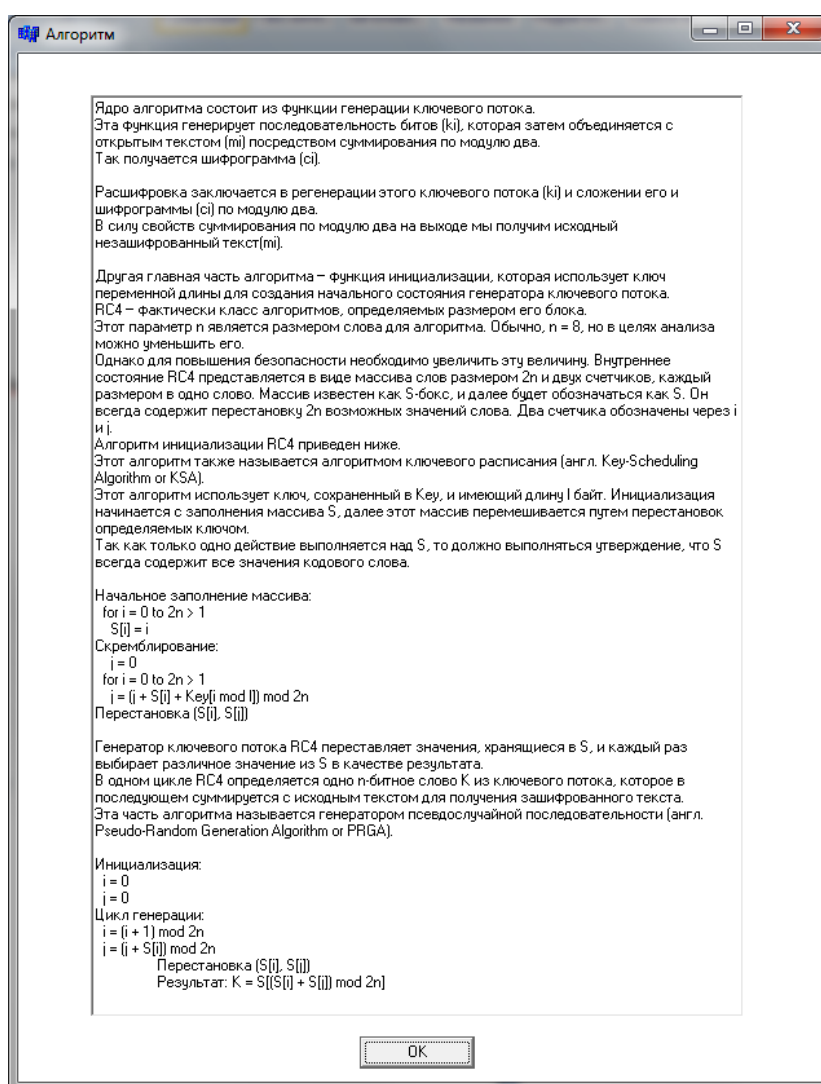 Алгоритм
Ядро алгоритма состоит из функции генерации ключевого потока.
Эта функция генерирует последовательность битов (ki), которая затем объединяется с
открытым текстом (mi) посредством суммирования по модулю два.
Так получается шифрограмма (ci).
Расшифровка заключается в регенерации этого ключевого потока (ki) и сложении его и
шифрограммы (ci) по модулю два.
В силу свойств суммирования по модулю два на выходе мы получим исходный
незашифрованный текст(mi).
Другая главная часть алгоритма – функция инициализации, которая использует ключ
переменной длины для создания начального состояния генератора ключевого потока.
RC4 – фактически класс алгоритмов, определяемых размером его блока.
Этот параметр n является размером слова для алгоритма. Обычно, n = 8, но в целях анализа
можно уменьшить его.
Однако для повышения безопасности необходимо увеличить эту величину. Внутреннее
состояние RC4 представляется в виде массива слов размером 2n и двух счетчиков, каждый
размером в одно слово. Массив известен как S-бокс, и далее будет обозначаться как S. Он
всегда содержит перестановку 2n возможных значений слова. Два счетчика обозначены через i
и j.
Алгоритм инициализации RC4 приведен ниже.
Этот алгоритм также называется алгоритмом ключевого расписания (англ. Key-Scheduling
Algorithm or KSA).
Этот алгоритм использует ключ, сохраненный в Key, и имеющий длину l байт. Инициализация
начинается с заполнения массива S, далее этот массив перемешивается путем перестановок
определяемых ключом.
Так как только одно действие выполняется над S, то должно выполняться утверждение, что S
всегда содержит все значения кодового слова.
Начальное заполнение массива:
for i = 0 to 2n > 1
S[i] = i
Скремблирование:
j = 0
for i = 0 to 2n > 1
j = (j + S[i] + Key[i mod l]) mod 2n
Перестановка (S[i], S[j])
Генератор ключевого потока RC4 переставляет значения, хранящиеся в S, и каждый раз
выбирает различное значение из S в качестве результата.
В одном цикле RC4 определяется одно n-битное слово K из ключевого потока, которое в
последующем суммируется с исходным текстом для получения зашифрованного текста.
Эта часть алгоритма называется генератором псевдослучайной последовательности (англ.
Pseudo-Random Generation Algorithm or PRGA).
Инициализация:
i = 0
j = 0
Цикл генерации:
i = (i + 1) mod 2n
j = (j + S[i]) mod 2n
Перестановка (S[i], S[j])
Результат: K = S[(S[i] + S[j]) mod 2n]
OK